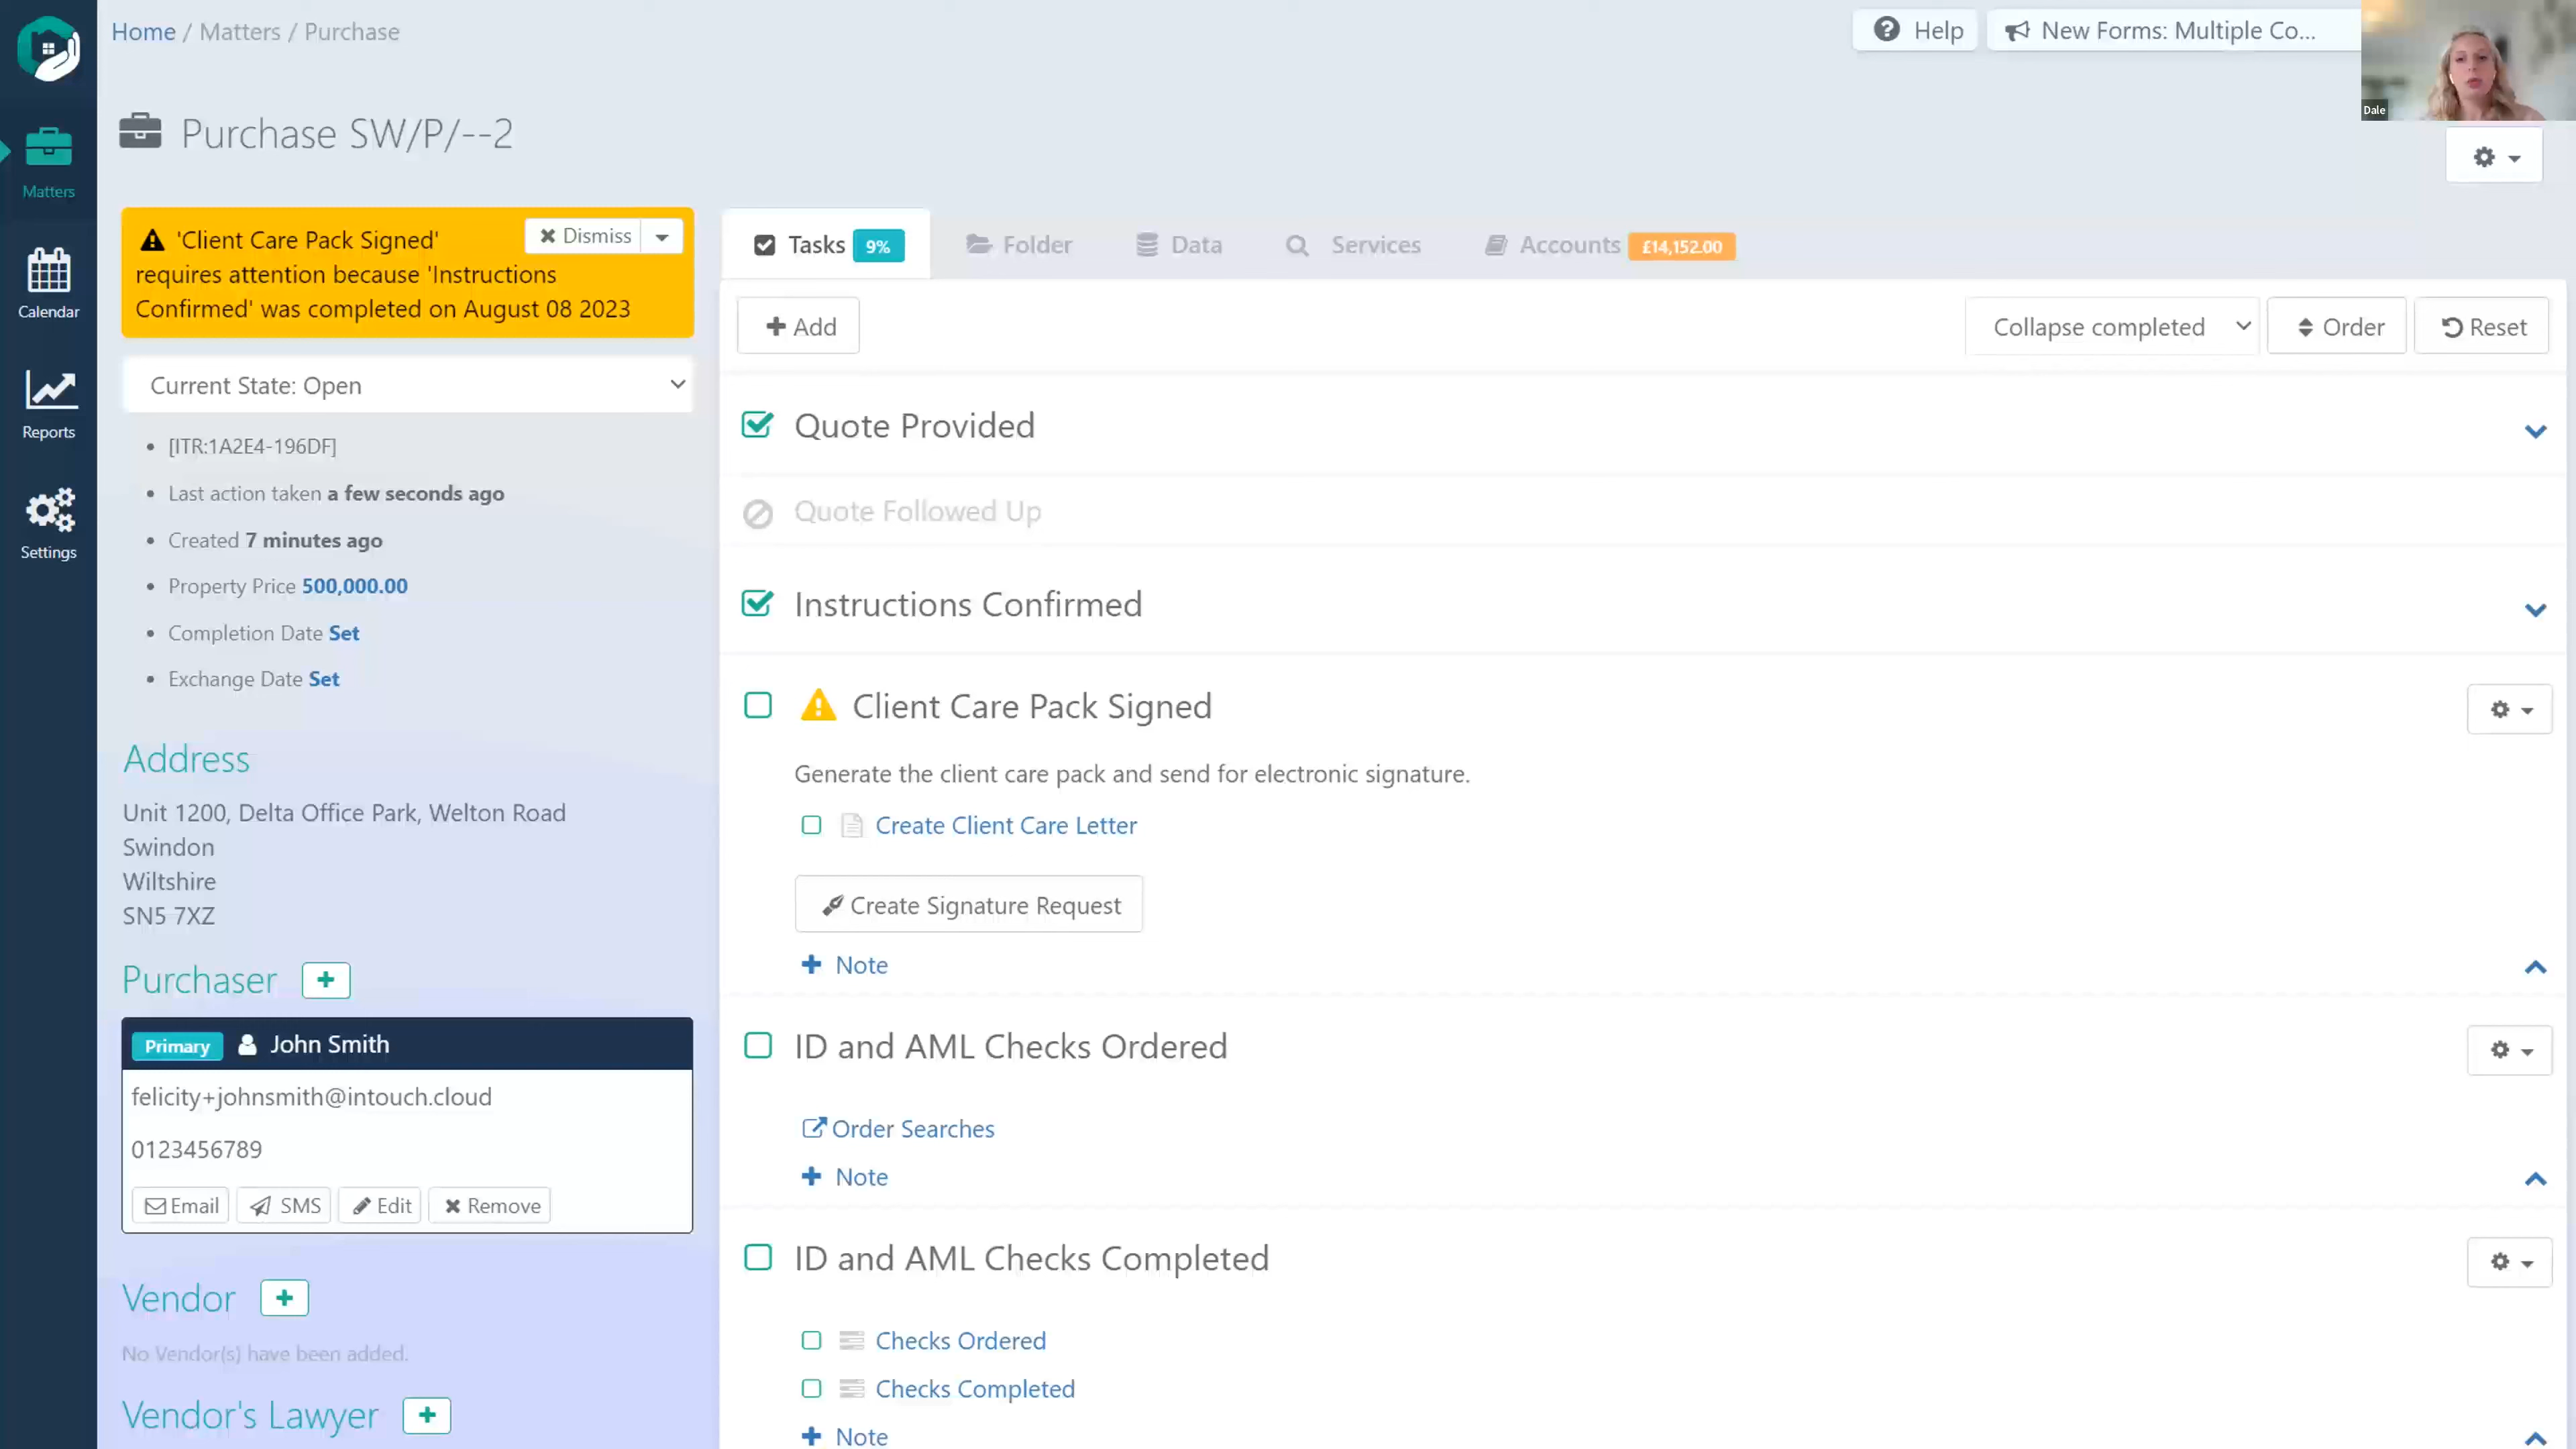 Home / Matters / Purchase
Help
New Forms: Multiple Co...
Dale
Matters
Calendar
Reports
Settings
Purchase SW/P/--2
'Client Care Pack Signed'
requires attention because 'Instructions
Confirmed' was completed on August 08 2023
Dismiss
Current State: Open
[ITR:1A2E4-196DF]
Last action taken a few seconds ago
Created 7 minutes ago
Property Price 500,000.00
Completion Date Set
Exchange Date Set
Address
Unit 1200, Delta Office Park, Welton Road
Swindon
Wiltshire
SN5 7XZ
Purchaser
Primary John Smith
felicity+johnsmith@intouch.cloud
0123456789
Email SMS Edit Remove
Vendor
No Vendor(s) have been added.
Vendor's Lawyer
Tasks 9% Folder Data Services Accounts £14,152.00
Add
Collapse completed Order Reset
Quote Provided
Quote Followed Up
Instructions Confirmed
Client Care Pack Signed
Generate the client care pack and send for electronic signature.
Create Client Care Letter
Create Signature Request
Note
ID and AML Checks Ordered
Order Searches
Note
ID and AML Checks Completed
Checks Ordered
Checks Completed
Note